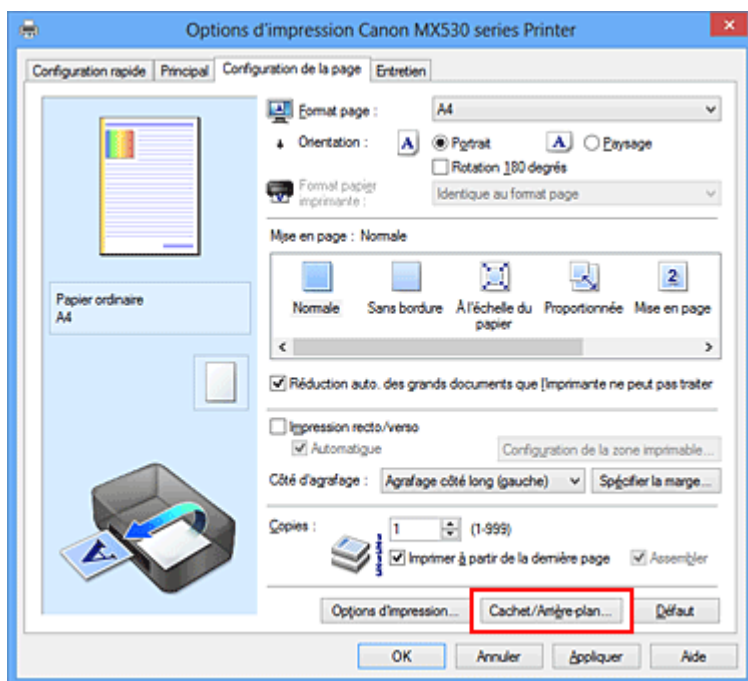 Options d'impression Canon MX530 series Printer
Configuration rapide Principal Configuration de la page Entretien
Format page : A4
Orientation : A Portrait A Paysage
Rotation 180 degrés
Format papier imprimante : Identique au format page
Mise en page : Normale
2
Normale Sans bordure À l'échelle du papier Proportionnée Mise en page
Papier ordinaire
A4
Réduction auto. des grands documents que l'imprimante ne peut pas traiter
Impression recto/verso
Automatique Configuration de la zone imprimable...
Côté d'agrafage : Agrafage côté long (gauche) Spécifier la marge...
Copies : 1 (1-999)
Imprimer à partir de la dernière page Assembler
A
Options d'impression... Cachet/Arrière-plan... Défaut
OK Annuler Appliquer Aide